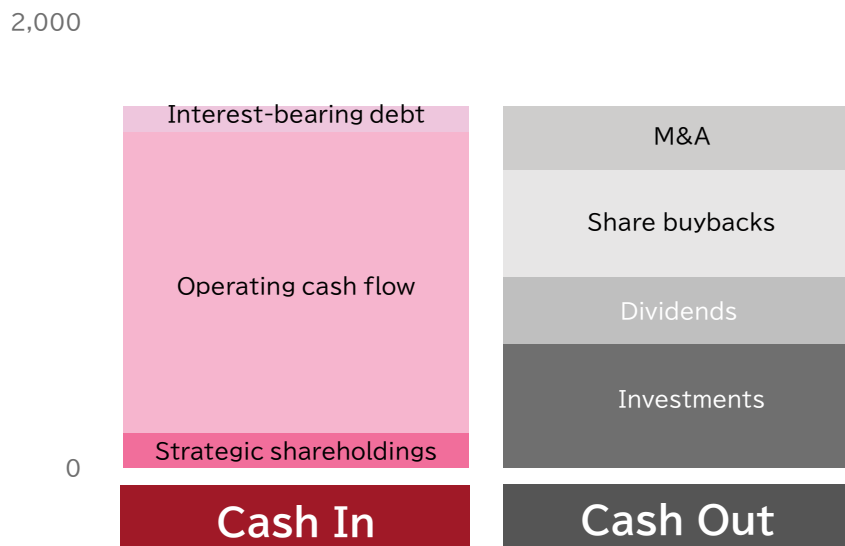 2,000
Interest-bearing debt
Operating cash flow
Strategic shareholdings
0
Cash In
M&A
Share buybacks
Dividends
Investments
Cash Out